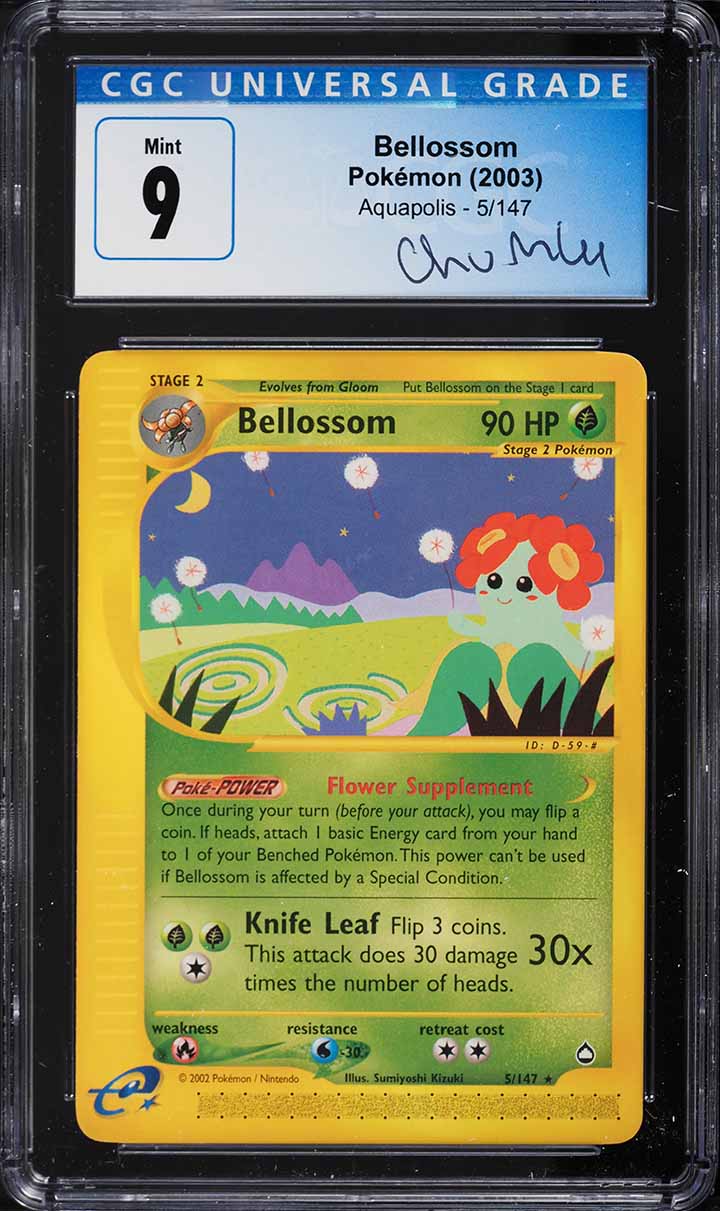 CGC UNIVERSAL GRADE
Mint
9
Bellossom
Pokémon (2003)
Aquapolis - 5/147
STAGE 2
Evolves from Gloom Put Bellossom on the Stage 1 card
Bellossom 90 HP
Stage 2 Pokémon
ID: D-59-#
Poké-POWER Flower Supplement
Once during your turn (before your attack), you may flip a
coin. If heads, attach 1 basic Energy card from your hand
to 1 of your Benched Pokémon. This power can't be used
if Bellossom is affected by a Special Condition.
Knife Leaf Flip 3 coins.
This attack does 30 damage 30x
times the number of heads.
weakness resistance retreat cost
-30
e
© 2002 Pokémon / Nintendo Illus. Sumiyoshi Kizuki 5/147 ★